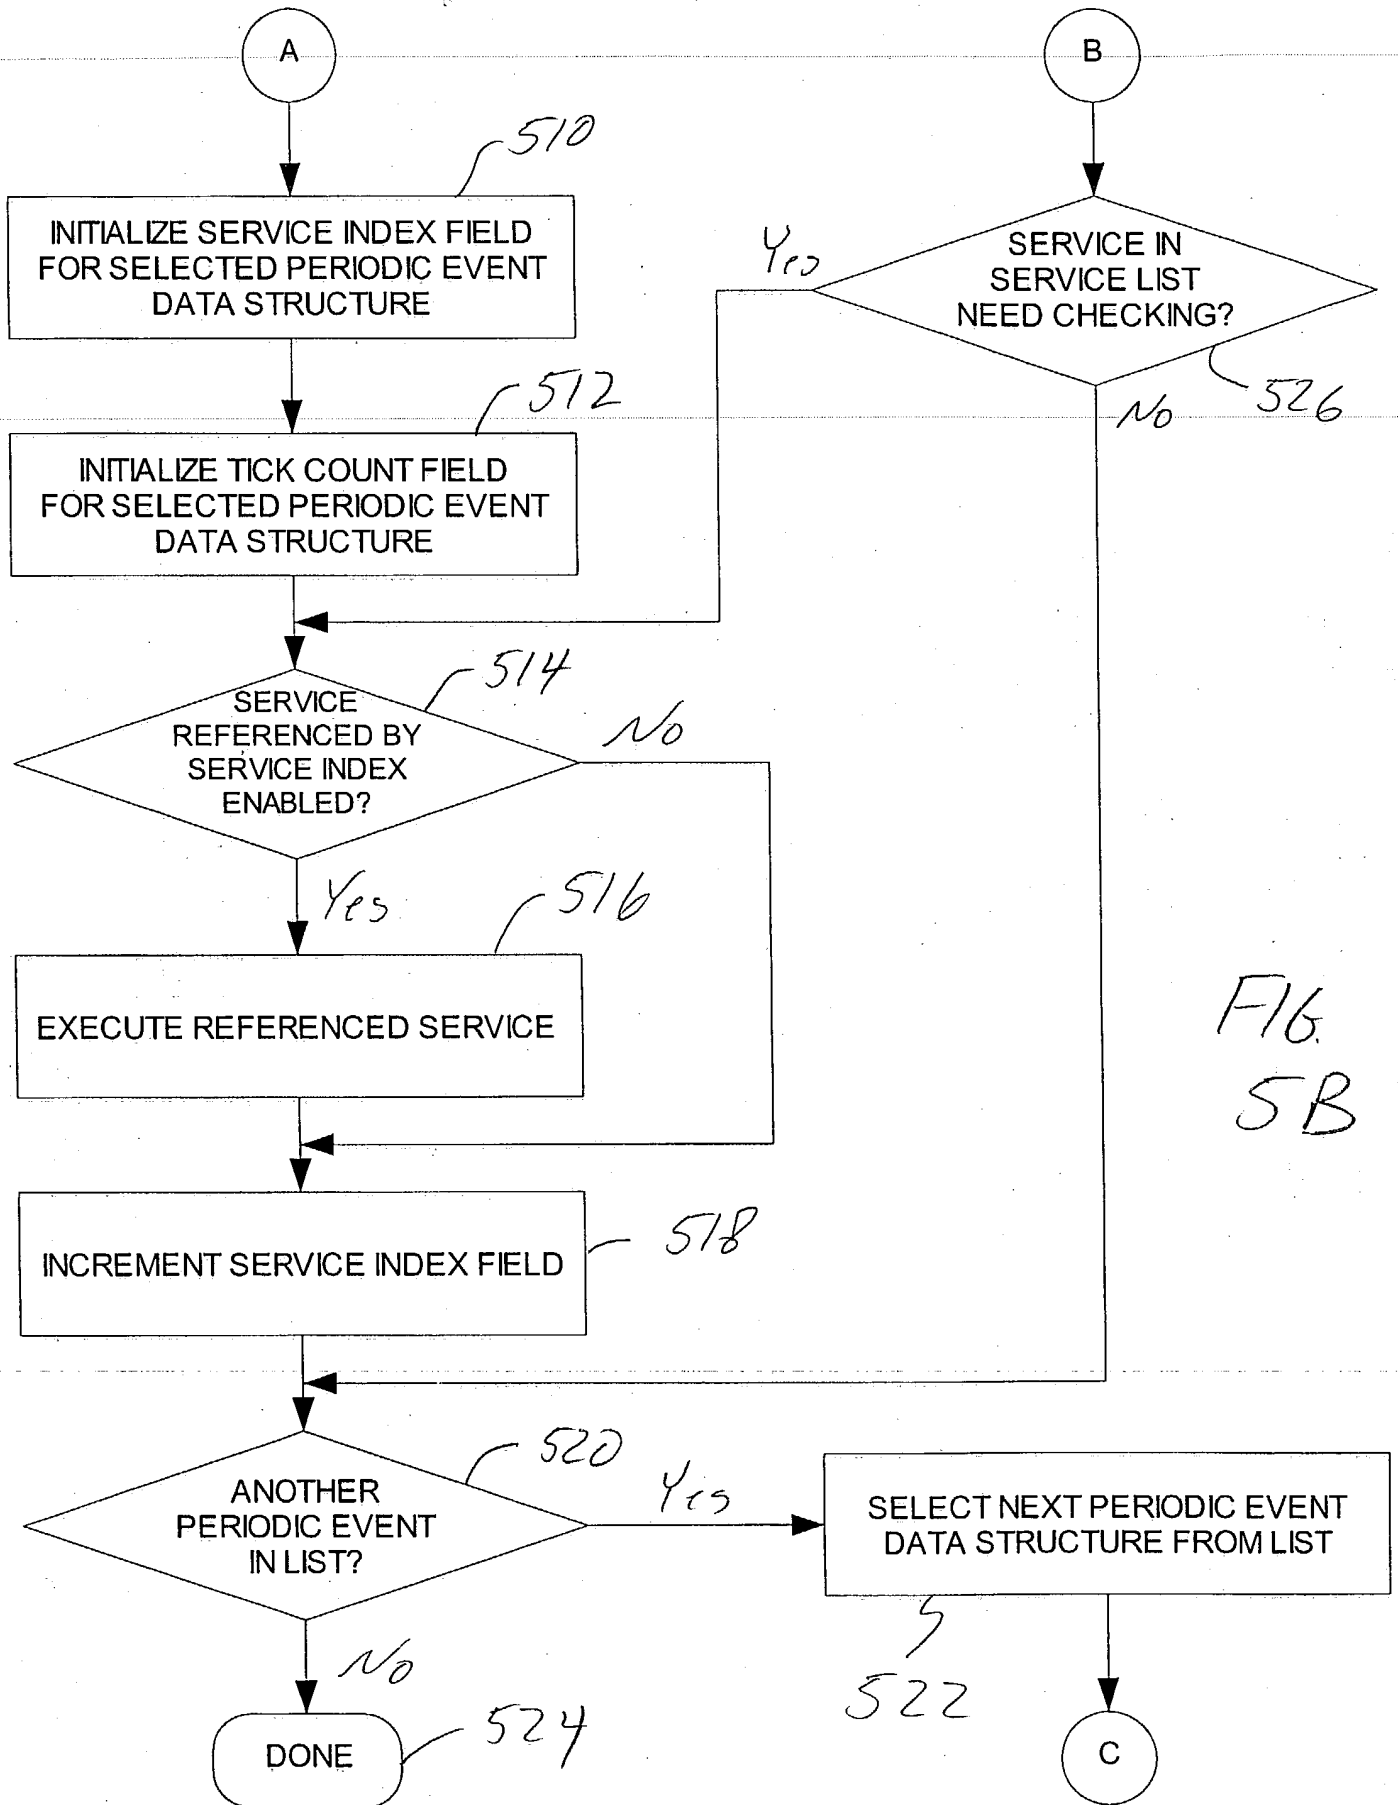 A
B
510
INITIALIZE SERVICE INDEX FIELD
FOR SELECTED PERIODIC EVENT
DATA STRUCTURE
Yes
SERVICE IN
SERVICE LIST
NEED CHECKING?
526
No
512
INITIALIZE TICK COUNT FIELD
FOR SELECTED PERIODIC EVENT
DATA STRUCTURE
514
SERVICE
REFERENCED BY
SERVICE INDEX
ENABLED?
No
Yes
516
EXECUTE REFERENCED SERVICE
FIG.
5B
518
INCREMENT SERVICE INDEX FIELD
520
ANOTHER
PERIODIC EVENT
IN LIST?
Yes
SELECT NEXT PERIODIC EVENT
DATA STRUCTURE FROM LIST
522
No
524
DONE
C